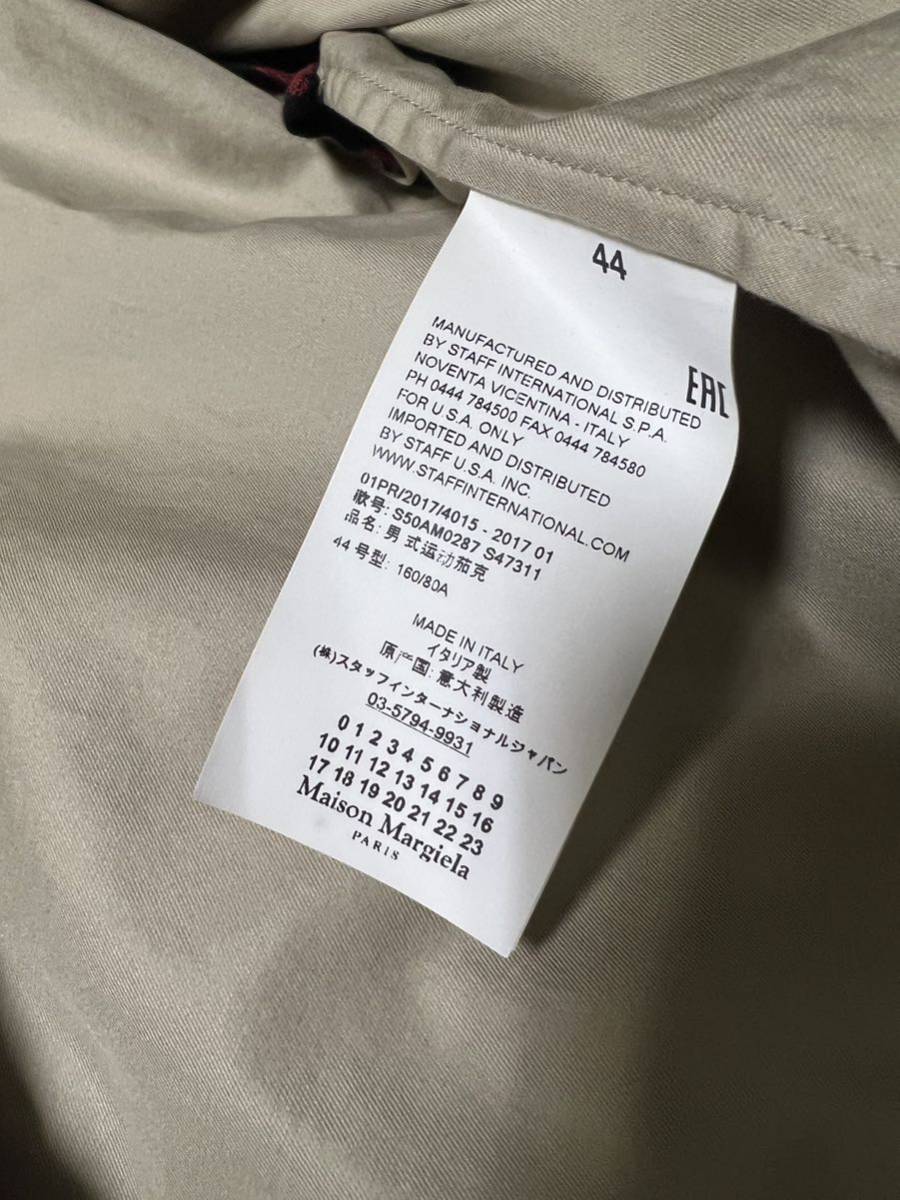 44
EAC
MANUFACTURED AND DISTRIBUTED
BY STAFF INTERNATIONAL S.P.A.
NOVENTA VICENTINA - ITALY
PH 0444 784500 FAX 0444 784580
FOR U.S.A. ONLY
IMPORTED AND DISTRIBUTED
BY STAFF U.S.A. INC.
WWW.STAFFINTERNATIONAL.COM
01PR/2017/4015 - 2017 01
款号: S50AM0287 S47311
品名: 男式运动茄克
44 号型: 160/80A
MADE IN ITALY
イタリア製
原产国: 意大利製造
(株)スタッフインターナショナルジャパン
03-5794-9931
0 1 2 3 4 5 6 7 8 9
10 11 12 13 14 15 16
17 18 19 20 21 22 23
Maison Margiela
PARIS